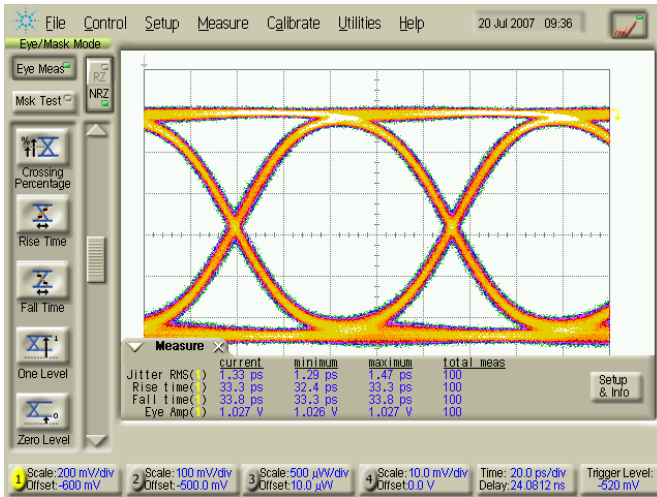 File Control Setup Measure Calibrate Utilities Help 20 Jul 2007 09:36
Eye/Mask Mode
Eye Meas
RZ
NRZ
Msk Test
Crossing
Percentage
Rise Time
Fall Time
One Level
Zero Level
Measure
current minimum maximum total meas
Jitter RMS(1) 1.33 ps 1.29 ps 1.47 ps 100
Rise time(1) 33.3 ps 32.4 ps 33.3 ps 100
Fall time(1) 33.8 ps 33.3 ps 33.8 ps 100
Eye Amp(1) 1.027 V 1.026 V 1.027 V 100
Setup
& Info
1 Scale:200 mV/div
Offset:-600 mV
2 Scale:100 mV/div
Offset:-500.0 mV
3 Scale:500 µW/div
Offset:10.0 µW
4 Scale:10.0 mV/div
Offset:0.0 V
Time: 20.0 ps/div
Delay:24.0812 ns
Trigger Level:
-520 mV